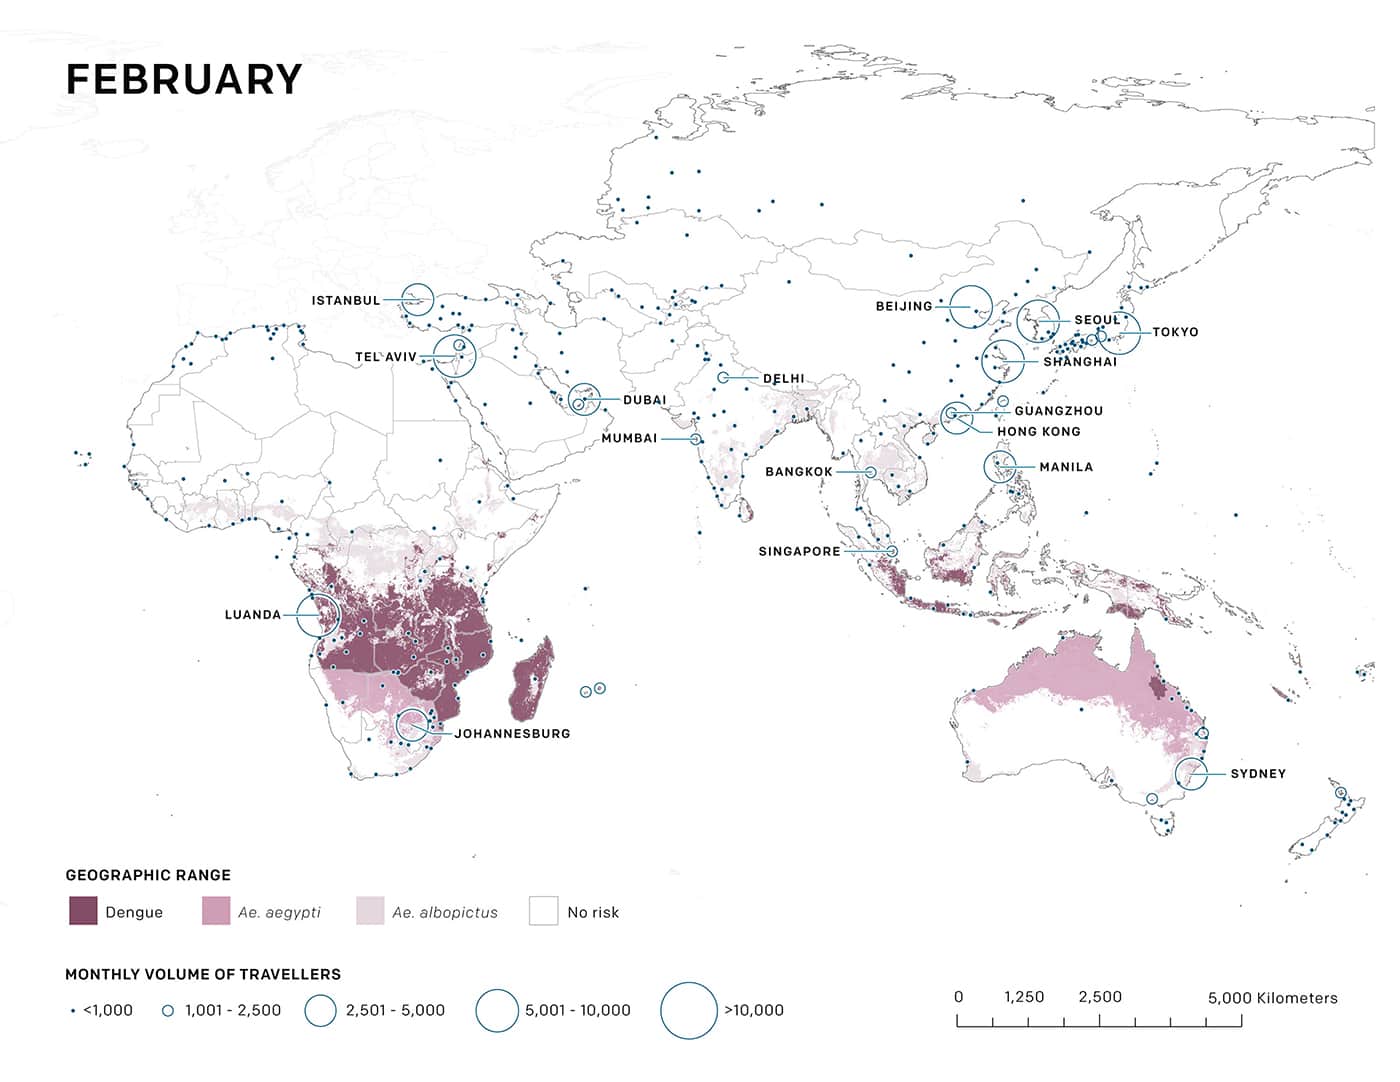 FEBRUARY
ISTANBUL
BEIJING
SEOUL
TOKYO
TEL AVIV
SHANGHAI
DELHI
DUBAI
GUANGZHOU
HONG KONG
MUMBAI
BANGKOK
MANILA
SINGAPORE
LUANDA
JOHANNESBURG
SYDNEY
GEOGRAPHIC RANGE
Dengue Ae. aegypti Ae. albopictus No risk
MONTHLY VOLUME OF TRAVELLERS
<1,000 1,001 - 2,500 2,501 - 5,000 5,001 - 10,000 >10,000
0 1,250 2,500 5,000 Kilometers